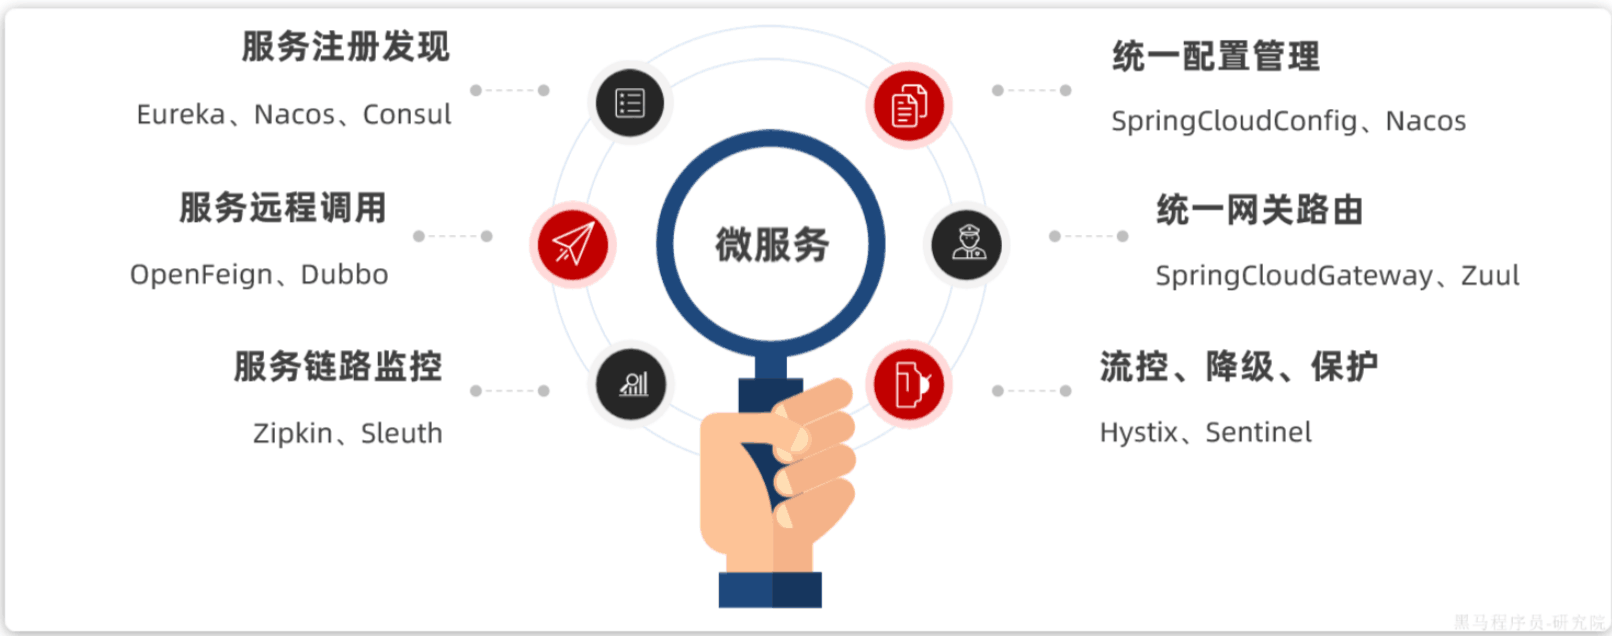 服务注册发现
Eureka、Nacos、Consul
服务远程调用
OpenFeign、Dubbo
服务链路监控
Zipkin、Sleuth
微服务
统一配置管理
SpringCloudConfig、Nacos
统一网关路由
SpringCloudGateway、Zuul
流控、降级、保护
Hystix、Sentinel
黑马程序员-研究院